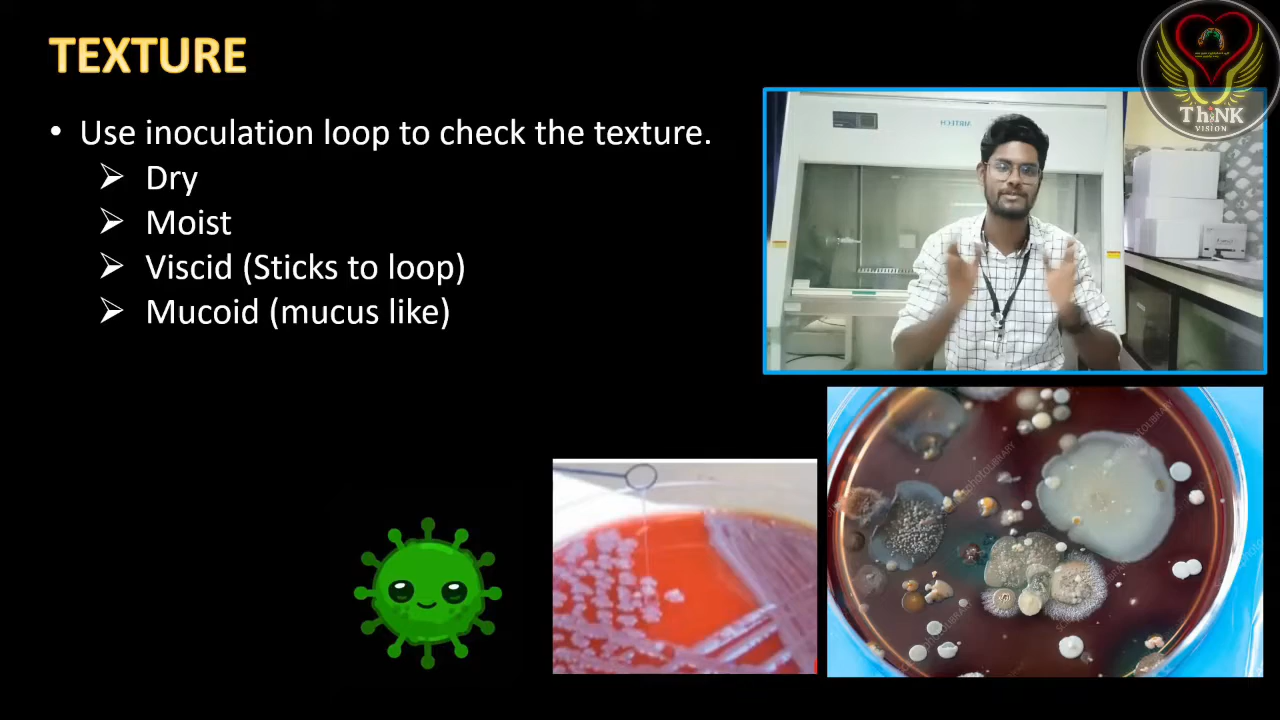 TEXTURE
• Use inoculation loop to check the texture.
➢ Dry
➢ Moist
➢ Viscid (Sticks to loop)
➢ Mucoid (mucus like)
ThiNK
VISION